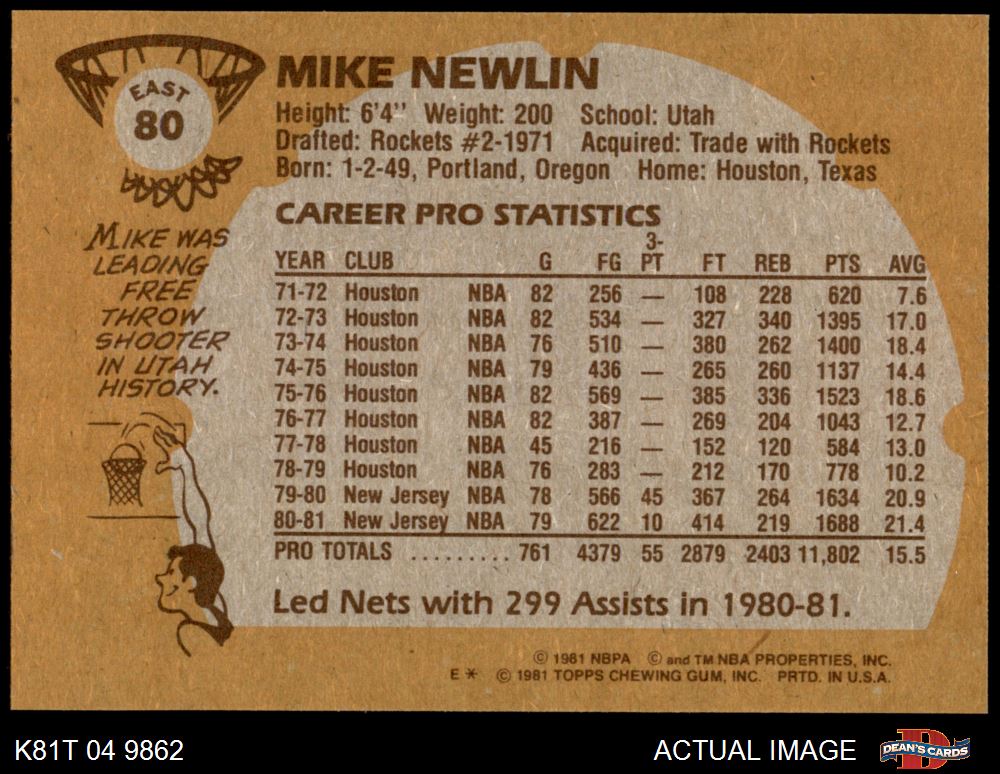 EAST
80
MIKE NEWLIN
Height: 6'4" Weight: 200 School: Utah
Drafted: Rockets #2-1971 Acquired: Trade with Rockets
Born: 1-2-49, Portland, Oregon Home: Houston, Texas
MIKE WAS
LEADING
FREE
THROW
SHOOTER
IN UTAH
HISTORY.
CAREER PRO STATISTICS
YEAR CLUB G FG 3-PT FT REB PTS AVG
71-72 Houston NBA 82 256 — 108 228 620 7.6
72-73 Houston NBA 82 534 — 327 340 1395 17.0
73-74 Houston NBA 76 510 — 380 262 1400 18.4
74-75 Houston NBA 79 436 — 265 260 1137 14.4
75-76 Houston NBA 82 569 — 385 336 1523 18.6
76-77 Houston NBA 82 387 — 269 204 1043 12.7
77-78 Houston NBA 45 216 — 152 120 584 13.0
78-79 Houston NBA 76 283 — 212 170 778 10.2
79-80 New Jersey NBA 78 566 45 367 264 1634 20.9
80-81 New Jersey NBA 79 622 10 414 219 1688 21.4
PRO TOTALS .......... 761 4379 55 2879 2403 11,802 15.5
Led Nets with 299 Assists in 1980-81.
© 1981 NBPA © and TM NBA PROPERTIES, INC.
E * © 1981 TOPPS CHEWING GUM, INC. PRTD. IN U.S.A.
K81T 04 9862
ACTUAL IMAGE
DEAN'S CARDS